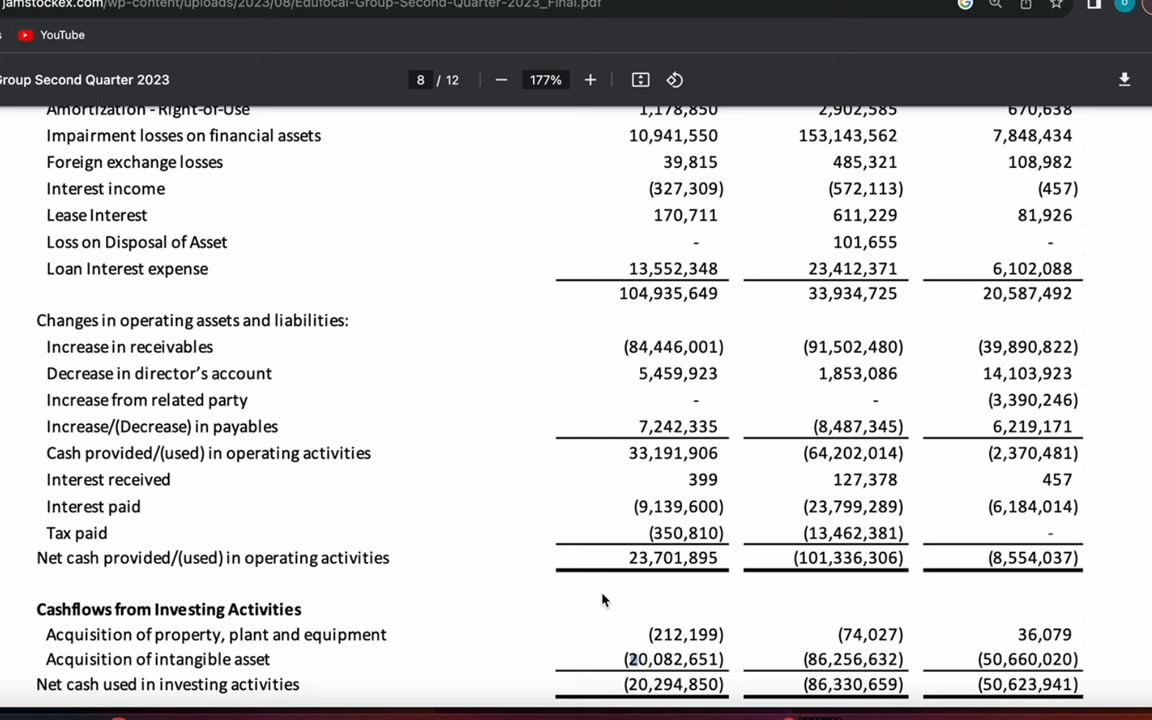 jamstockex.com/wp-content/uploads/2023/08/Edufocal-Group-Second-Quarter-2023_Final.pdf
YouTube
Group Second Quarter 2023 8 / 12 177%
Amortization - Right-of-Use 1,178,850 2,902,585 670,638
Impairment losses on financial assets 10,941,550 153,143,562 7,848,434
Foreign exchange losses 39,815 485,321 108,982
Interest income (327,309) (572,113) (457)
Lease Interest 170,711 611,229 81,926
Loss on Disposal of Asset - 101,655 -
Loan Interest expense 13,552,348 23,412,371 6,102,088
104,935,649 33,934,725 20,587,492
Changes in operating assets and liabilities:
Increase in receivables (84,446,001) (91,502,480) (39,890,822)
Decrease in director's account 5,459,923 1,853,086 14,103,923
Increase from related party - - (3,390,246)
Increase/(Decrease) in payables 7,242,335 (8,487,345) 6,219,171
Cash provided/(used) in operating activities 33,191,906 (64,202,014) (2,370,481)
Interest received 399 127,378 457
Interest paid (9,139,600) (23,799,289) (6,184,014)
Tax paid (350,810) (13,462,381) -
Net cash provided/(used) in operating activities 23,701,895 (101,336,306) (8,554,037)
Cashflows from Investing Activities
Acquisition of property, plant and equipment (212,199) (74,027) 36,079
Acquisition of intangible asset (20,082,651) (86,256,632) (50,660,020)
Net cash used in investing activities (20,294,850) (86,330,659) (50,623,941)